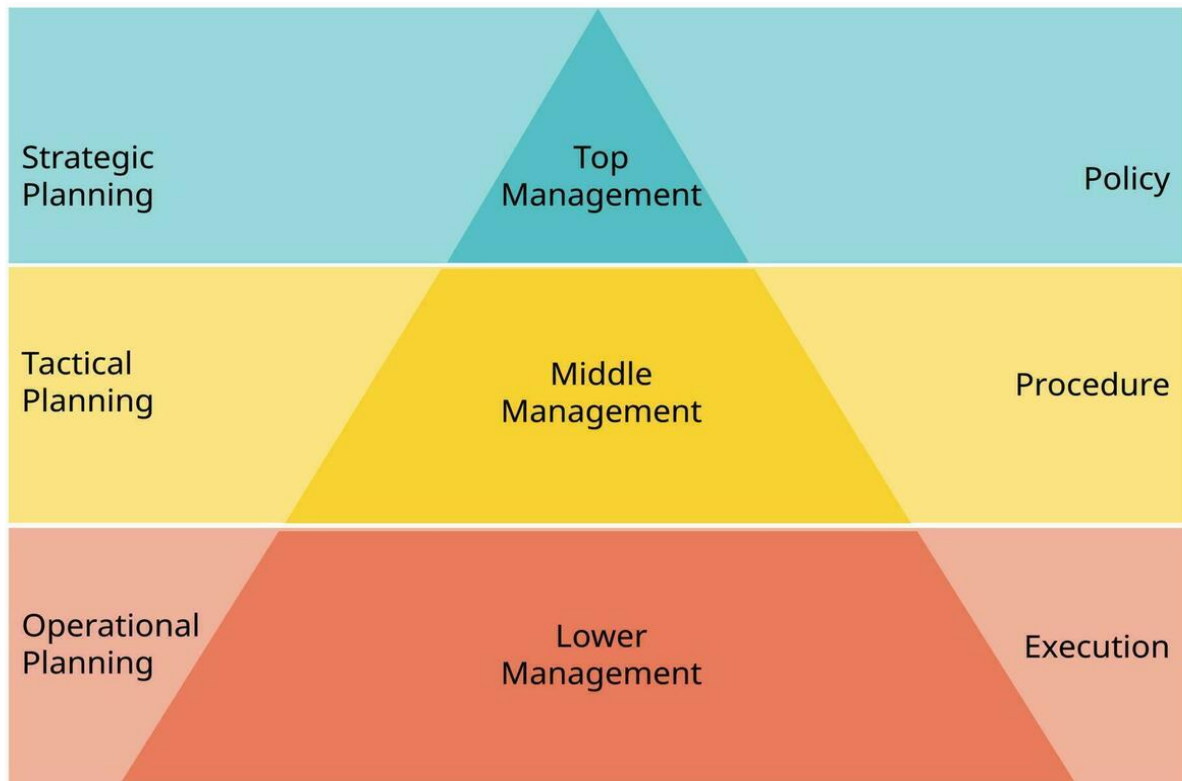 Strategic
Planning
Top
Management
Policy
Tactical
Planning
Middle
Management
Procedure
Operational
Planning
Lower
Management
Execution